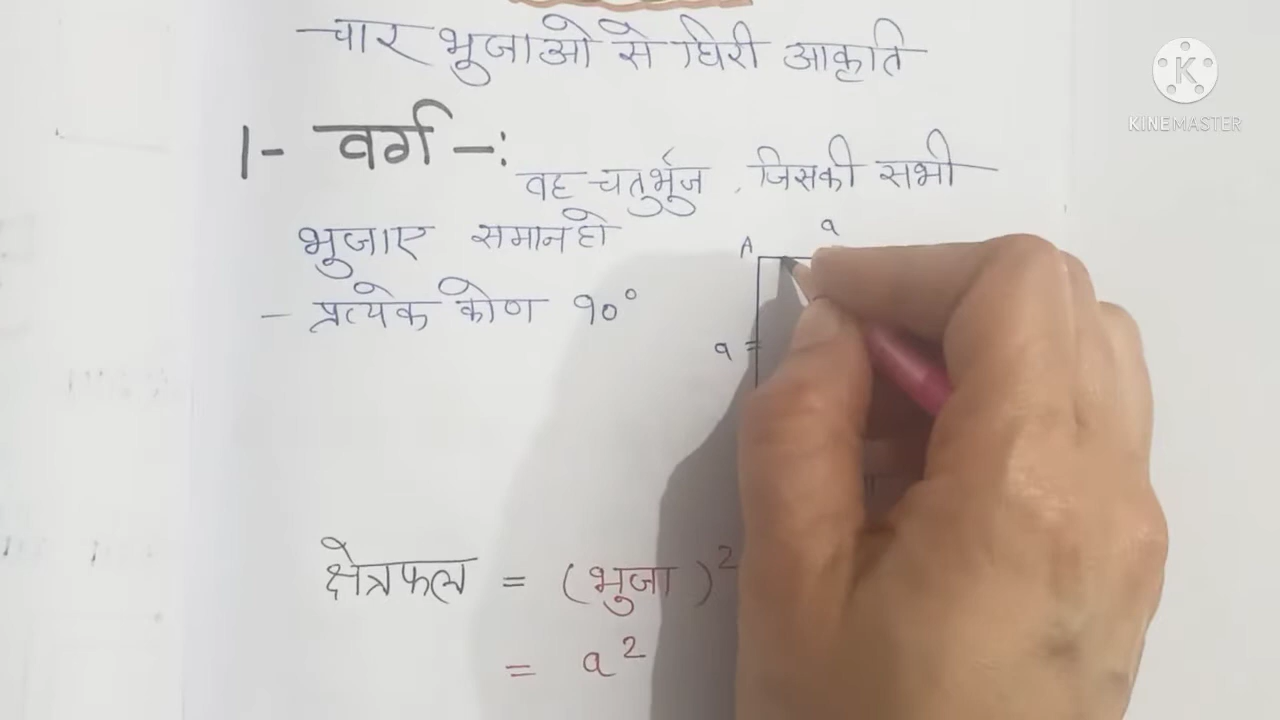 चार भूजाओ से घिरी आकृति
KINEMASTER
1- वर्ग -:
वह चतुर्भुज, जिसकी सभी
भूजाए समान हो
a
A
- प्रत्येक कोण 90°
a
क्षेत्रफल = (भुजा)²
= a²